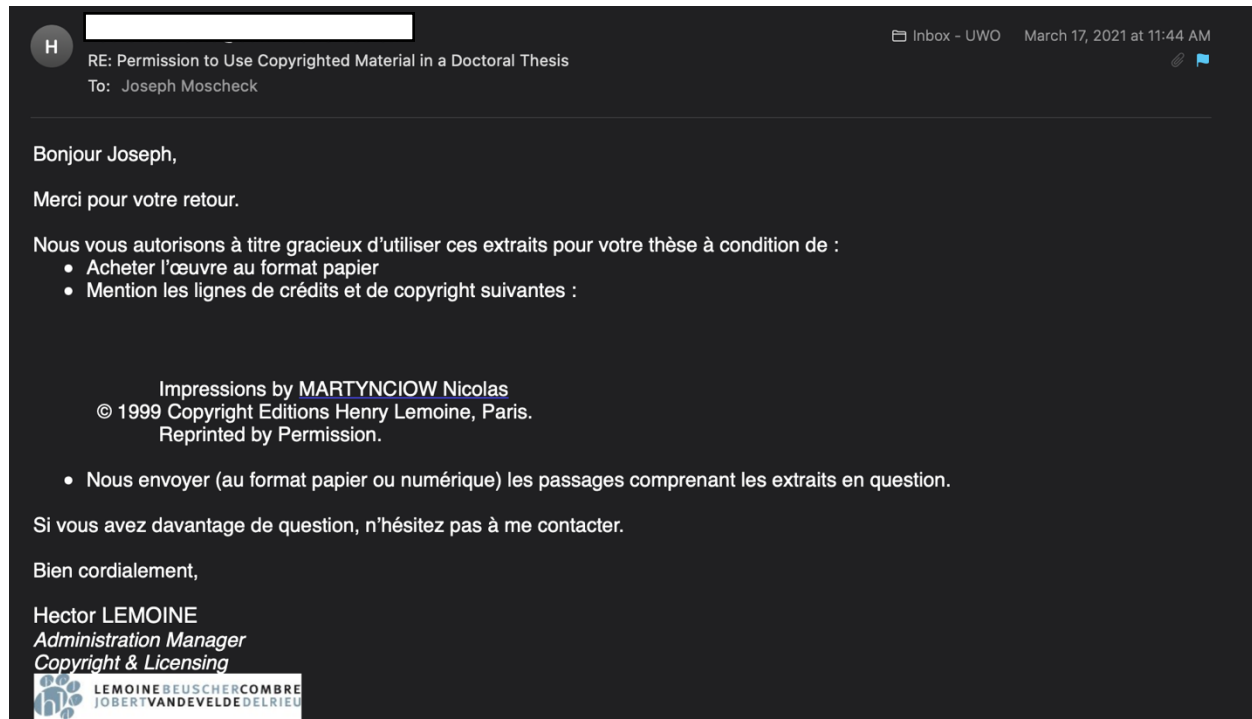 H
Inbox - UWO March 17, 2021 at 11:44 AM
RE: Permission to Use Copyrighted Material in a Doctoral Thesis
To: Joseph Moscheck
Bonjour Joseph,
Merci pour votre retour.
Nous vous autorisons à titre gracieux d'utiliser ces extraits pour votre thèse à condition de :
• Acheter l'œuvre au format papier
• Mention les lignes de crédits et de copyright suivantes :
Impressions by MARTYNCIOW Nicolas
© 1999 Copyright Editions Henry Lemoine, Paris.
Reprinted by Permission.
• Nous envoyer (au format papier ou numérique) les passages comprenant les extraits en question.
Si vous avez davantage de question, n'hésitez pas à me contacter.
Bien cordialement,
Hector LEMOINE
Administration Manager
Copyright & Licensing
LEMOINEBEUSCHERCOMBRE
JOBERTVANDEVELDEDELRIEU